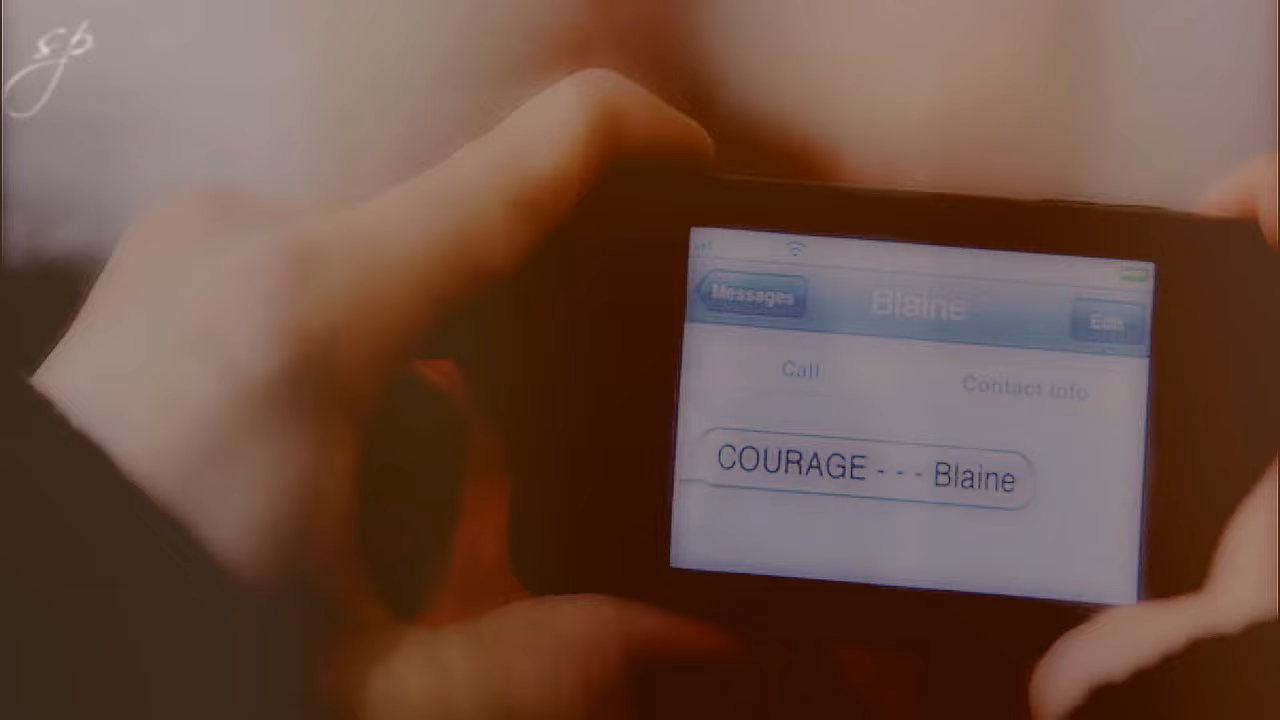 Messages
Blaine
Edit
Call
Contact Info
COURAGE - - - Blaine